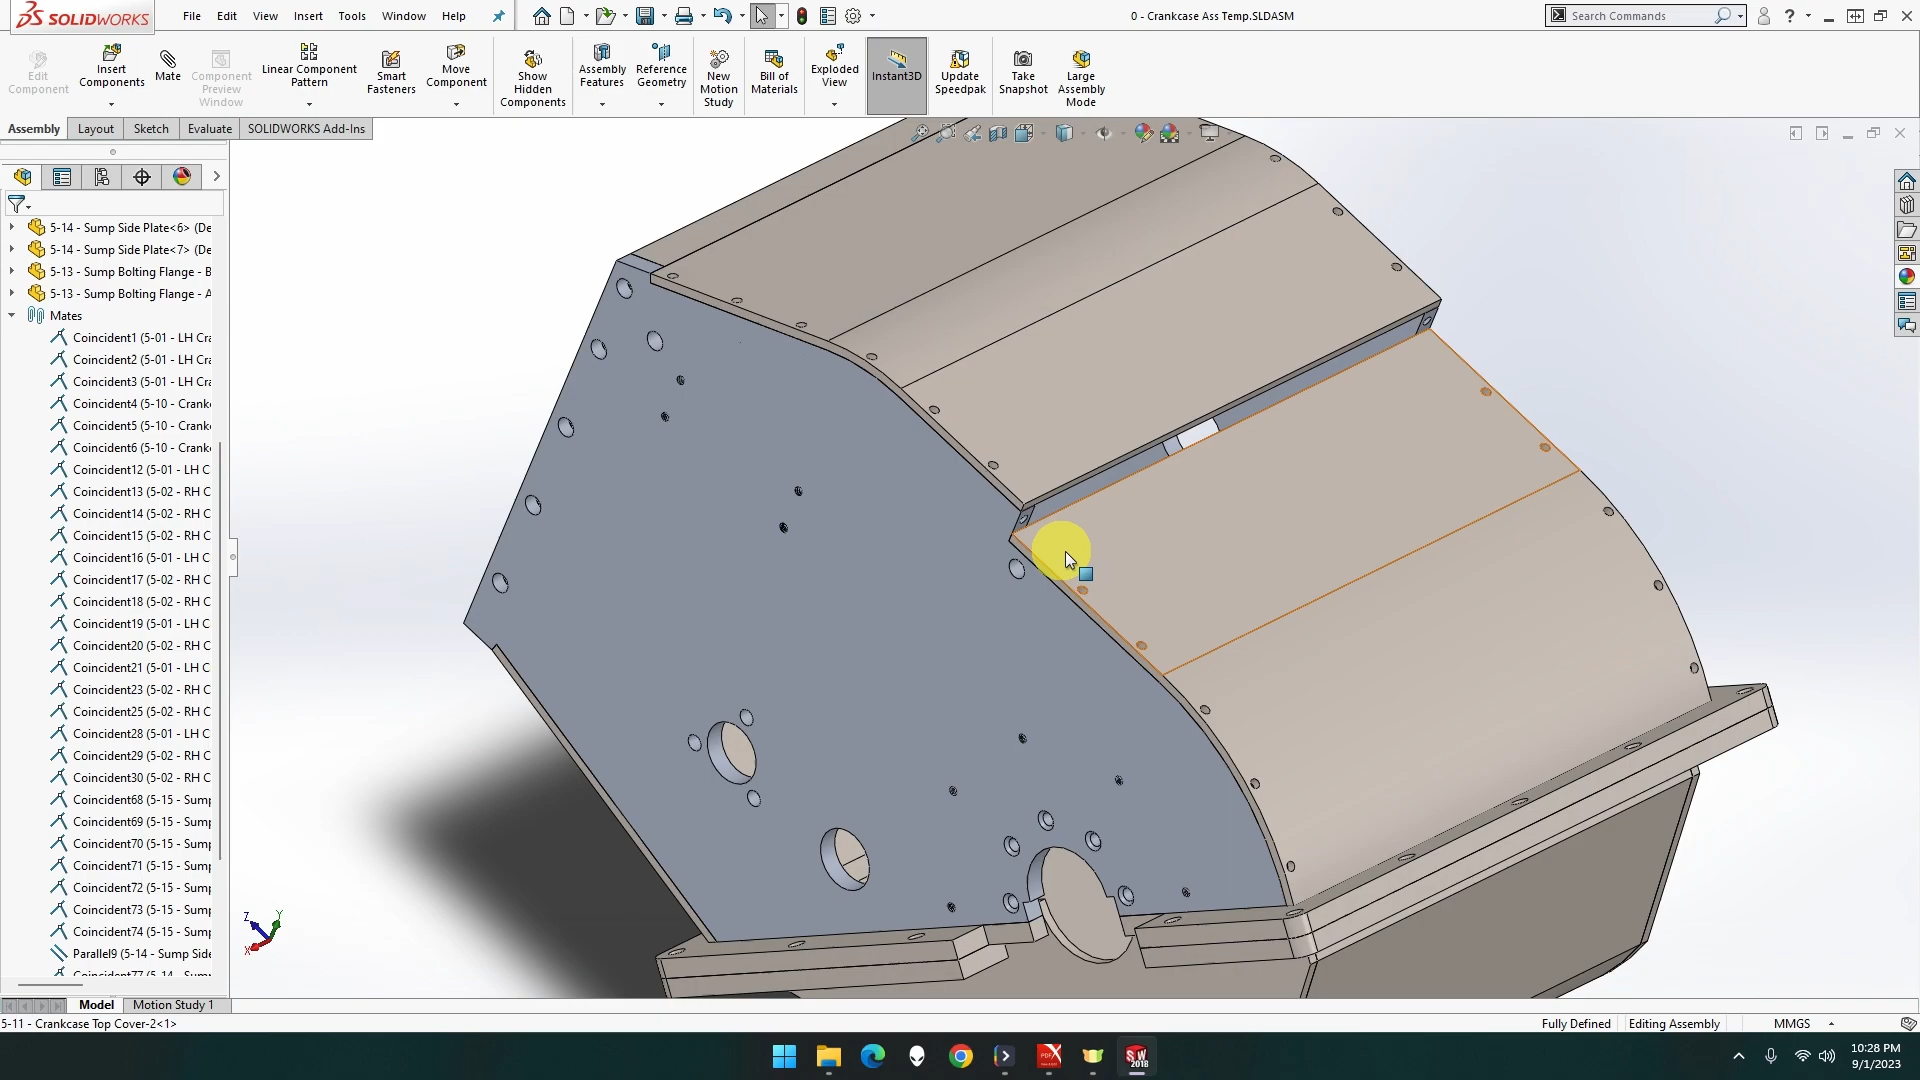 SOLIDWORKS
File Edit View Insert Tools Window Help
0 - Crankcase Ass Temp.SLDASM
Search Commands
Edit Component
Insert Components
Mate
Component Preview Window
Linear Component Pattern
Smart Fasteners
Move Component
Show Hidden Components
Assembly Features
Reference Geometry
New Motion Study
Bill of Materials
Exploded View
Instant3D
Update Speedpak
Take Snapshot
Large Assembly Mode
Assembly Layout Sketch Evaluate SOLIDWORKS Add-Ins
5-14 - Sump Side Plate<6> (De
5-14 - Sump Side Plate<7> (De
5-13 - Sump Bolting Flange - B
5-13 - Sump Bolting Flange - A
Mates
Coincident1 (5-01 - LH Cra
Coincident2 (5-01 - LH Cra
Coincident3 (5-01 - LH Cra
Coincident4 (5-10 - Cranke
Coincident5 (5-10 - Cranke
Coincident6 (5-10 - Cranke
Coincident12 (5-01 - LH C
Coincident13 (5-02 - RH C
Coincident14 (5-02 - RH C
Coincident15 (5-02 - RH C
Coincident16 (5-01 - LH C
Coincident17 (5-02 - RH C
Coincident18 (5-02 - RH C
Coincident19 (5-01 - LH C
Coincident20 (5-02 - RH C
Coincident21 (5-01 - LH C
Coincident23 (5-02 - RH C
Coincident25 (5-02 - RH C
Coincident28 (5-01 - LH C
Coincident29 (5-02 - RH C
Coincident30 (5-02 - RH C
Coincident68 (5-15 - Sump
Coincident69 (5-15 - Sump
Coincident70 (5-15 - Sump
Coincident71 (5-15 - Sump
Coincident72 (5-15 - Sump
Coincident73 (5-15 - Sump
Coincident74 (5-15 - Sump
Parallel9 (5-14 - Sump Side
Coincident77 (5-14 - Sump
Z Y X
Model Motion Study 1
5-11 - Crankcase Top Cover-2<1>
Fully Defined Editing Assembly MMGS
SW 2018
10:28 PM
9/1/2023